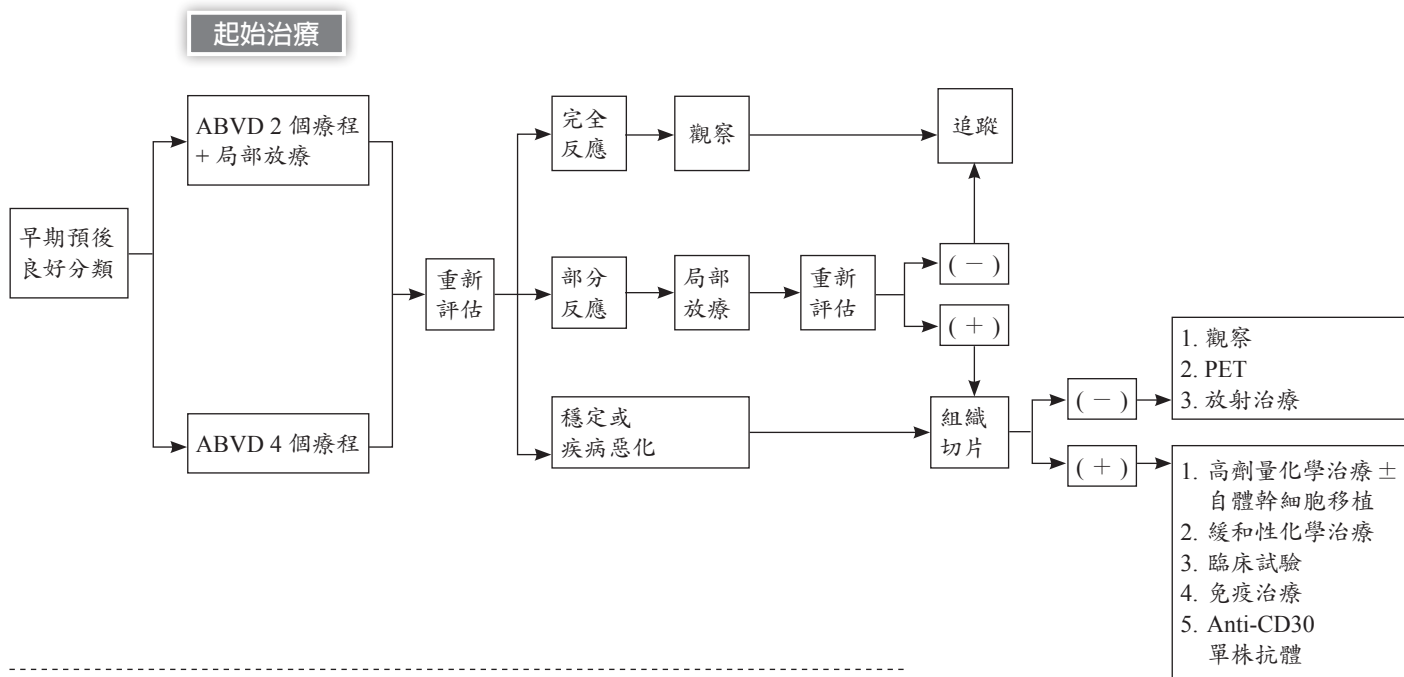 起始治療
ABVD 2 個療程
+ 局部放療
早期預後
良好分類
ABVD 4 個療程
重新
評估
完全
反應
觀察
追蹤
部分
反應
局部
放療
重新
評估
( － )
( ＋ )
穩定或
疾病惡化
組織
切片
( － )
1. 觀察
2. PET
3. 放射治療
( ＋ )
1. 高劑量化學治療 ±
自體幹細胞移植
2. 緩和性化學治療
3. 臨床試驗
4. 免疫治療
5. Anti-CD30
單株抗體